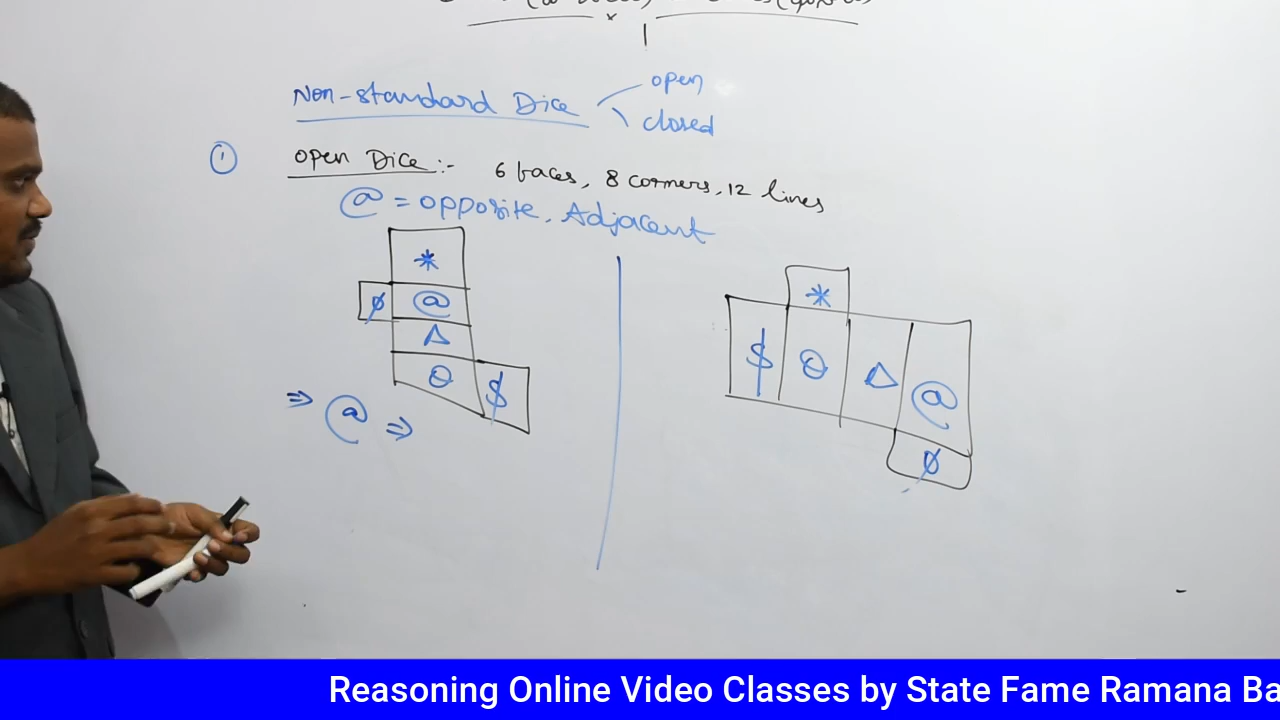 Non-standard Dice
open
closed
① open Dice :- 6 faces, 8 corners, 12 lines
@ = opposite, Adjacent
*
ø @
Δ
⊖ $
⇒ @ ⇒
*
$ ⊖ Δ @
ø
Reasoning Online Video Classes by State Fame Ramana Ba